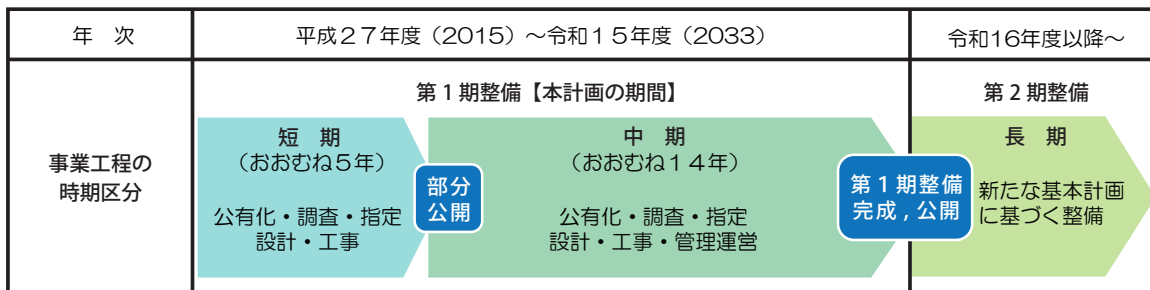 年　次
平成２７年度（2015）～令和１５年度（2033）
令和16年度以降～
事業工程の
時期区分
第１期整備【本計画の期間】
短　期
（おおむね５年）
公有化・調査・指定
設計・工事
部分
公開
中　期
（おおむね１４年）
公有化・調査・指定
設計・工事・管理運営
第１期整備
完成，公開
第２期整備
長　期
新たな基本計画
に基づく整備